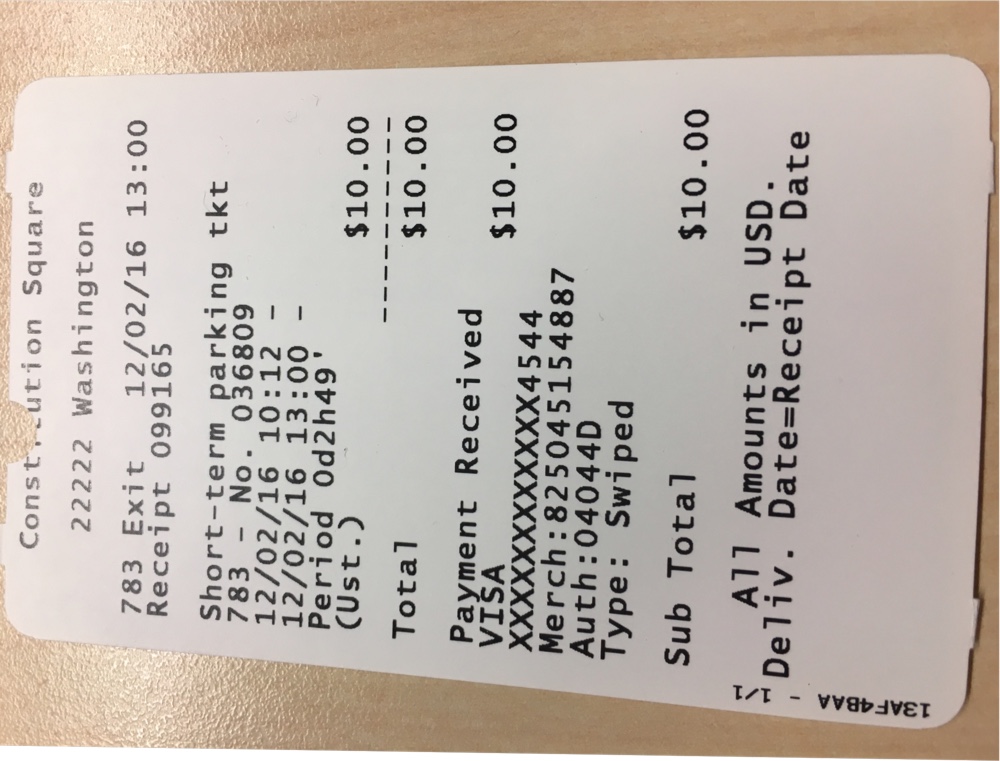 Square
22222 Washington
783 Exit 12/02/16 13:00
Receipt 099165
Short-term parking tkt
783 - No. 036809
12/02/16 10:12 -
12/02/16 13:00 -
Period 0d2h49'
(Ust.) $10.00
----------
Total $10.00
Payment Received
VISA $10.00
XXXXXXXXXXXX4544
Merch:825045154887
Auth:04044D
Type: Swiped
Sub Total $10.00
All Amounts in USD.
Deliv. Date=Receipt Date
13AF4BAA - 1/1